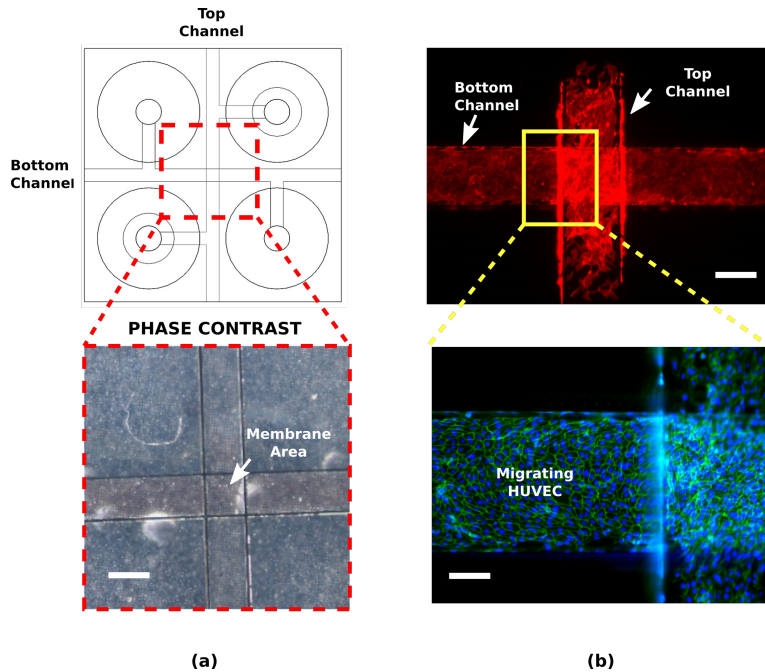 Top
Channel
Bottom
Channel
PHASE CONTRAST
Membrane
Area
(a)
Bottom
Channel
Top
Channel
Migrating
HUVEC
(b)